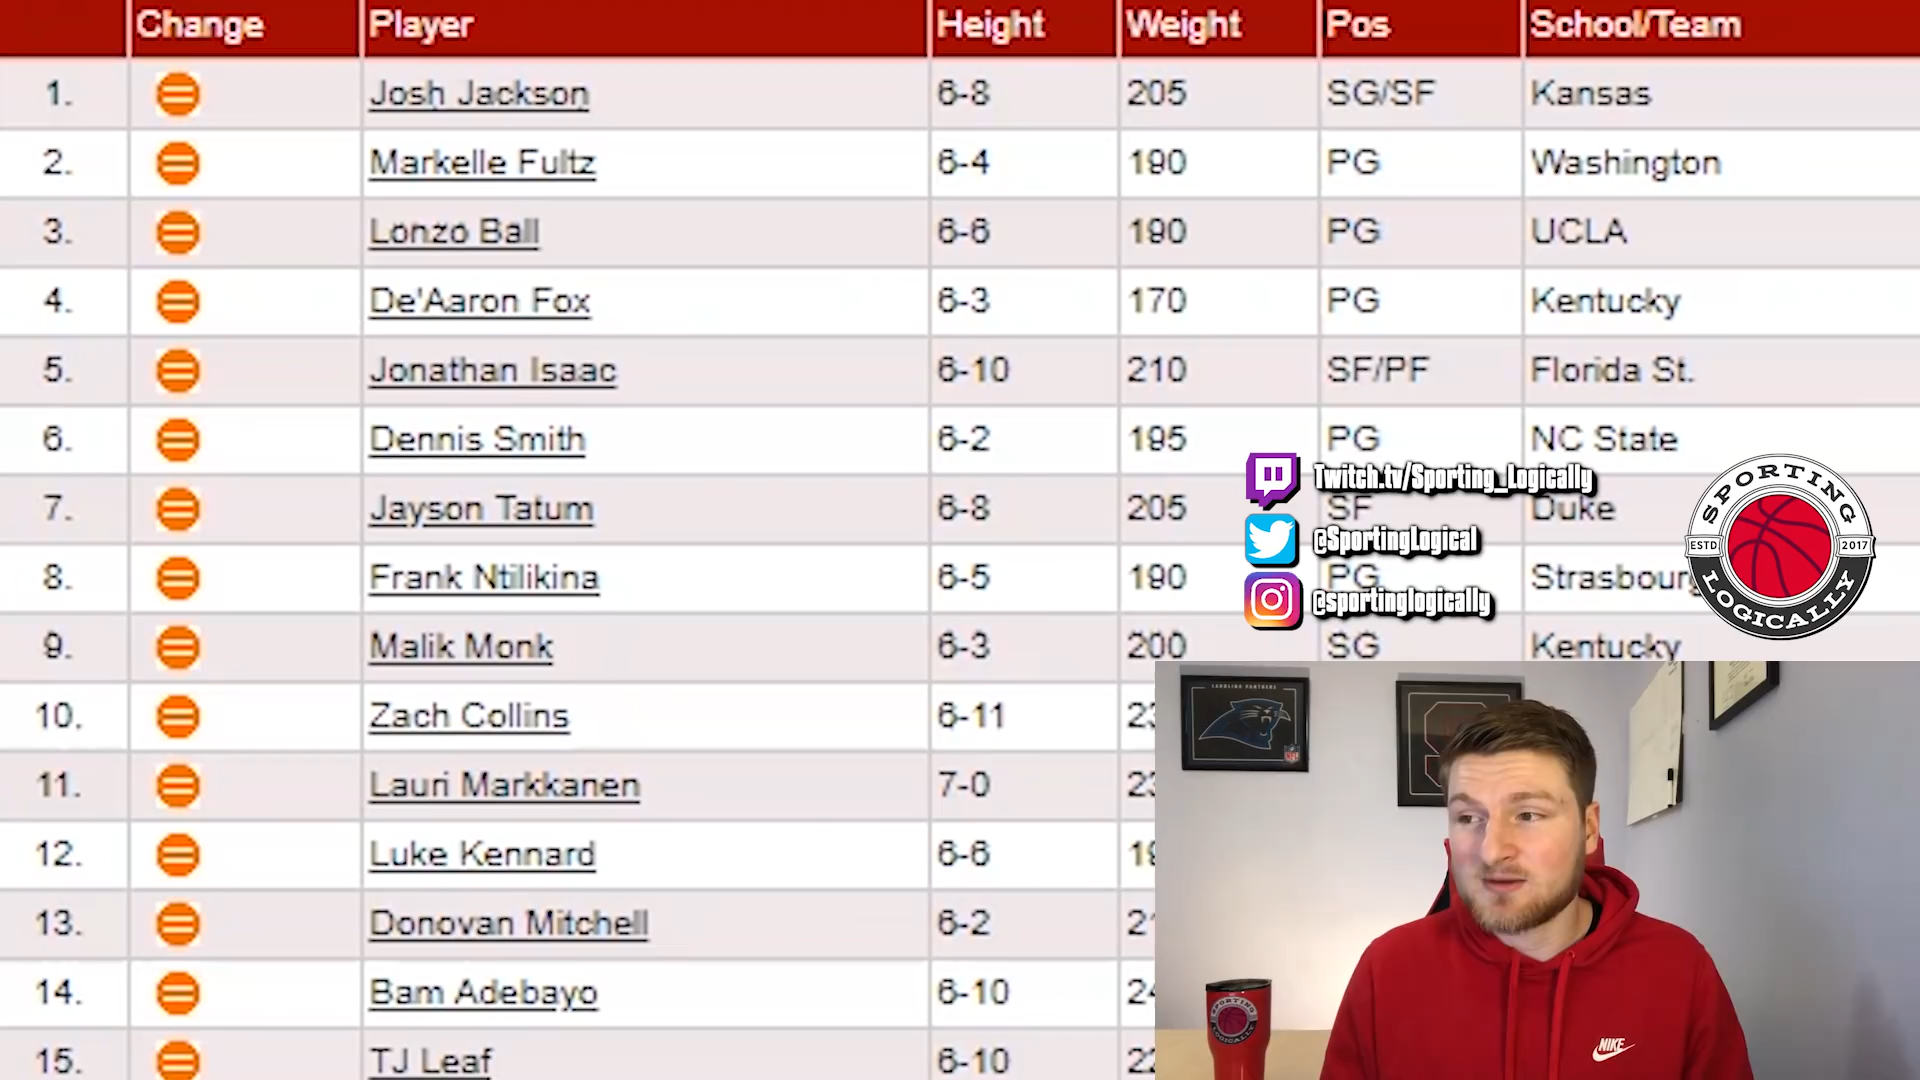 Change Player Height Weight Pos School/Team
1. Josh Jackson 6-8 205 SG/SF Kansas
2. Markelle Fultz 6-4 190 PG Washington
3. Lonzo Ball 6-6 190 PG UCLA
4. De'Aaron Fox 6-3 170 PG Kentucky
5. Jonathan Isaac 6-10 210 SF/PF Florida St.
6. Dennis Smith 6-2 195 PG NC State
7. Jayson Tatum 6-8 205 SF Duke
8. Frank Ntilikina 6-5 190 PG Strasbourg
9. Malik Monk 6-3 200 SG Kentucky
10. Zach Collins 6-11
11. Lauri Markkanen 7-0
12. Luke Kennard 6-6
13. Donovan Mitchell 6-2
14. Bam Adebayo 6-10
15. TJ Leaf 6-10
Twitch.tv/Sporting_Logically
@SportingLogical
@sportinglogically
SPORTING
ESTD 2017
LOGICALLY
CAROLINA PANTHERS
NFL
SPORTING
LOGICALLY
NIKE